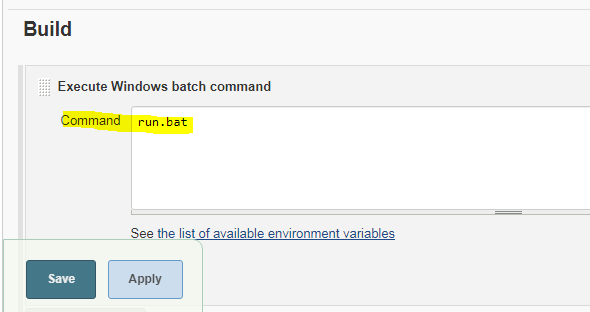 Build
Execute Windows batch command
Command run.bat
See the list of available environment variables
Save Apply